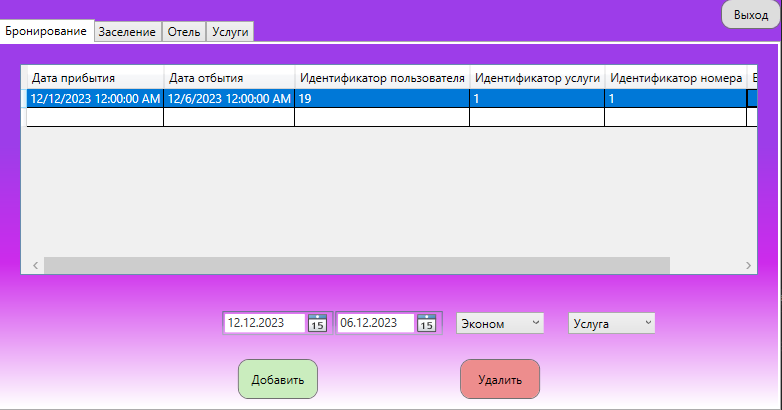 Выход
Бронирование Заселение Отель Услуги
Дата прибытия Дата отбытия Идентификатор пользователя Идентификатор услуги Идентификатор номера
12/12/2023 12:00:00 AM 12/6/2023 12:00:00 AM 19 1 1
12.12.2023 15 06.12.2023 15 Эконом Услуга
Добавить Удалить